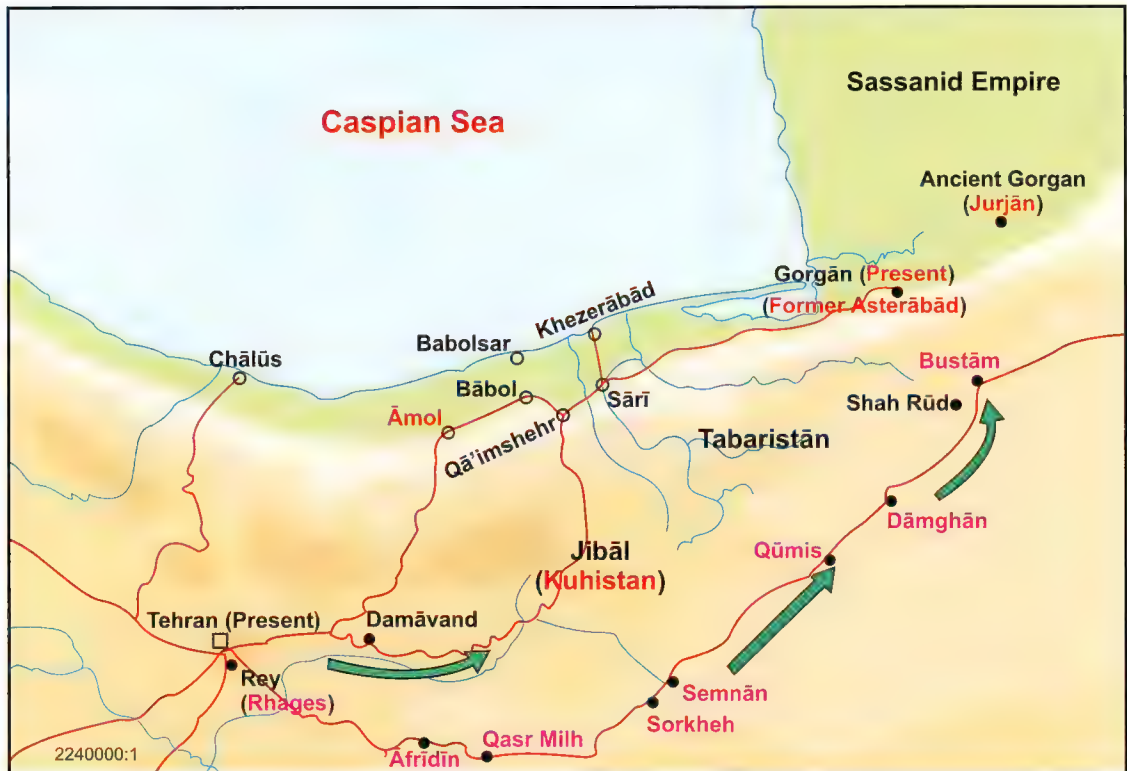 Sassanid Empire
Caspian Sea
Ancient Gorgan
(Jurjān)
Gorgān (Present)
(Former Asterābād)
Khezerābād
Babolsar
Chālūs
Bābol
Sārī
Āmol
Qā'imshehr
Bustām
Shah Rūd
Tabaristān
Dāmghān
Qūmis
Jibāl
(Kuhistan)
Tehran (Present)
Damāvand
Rey
(Rhages)
Semnān
Sorkheh
Qasr Milh
Āfrīdīn
2240000:1